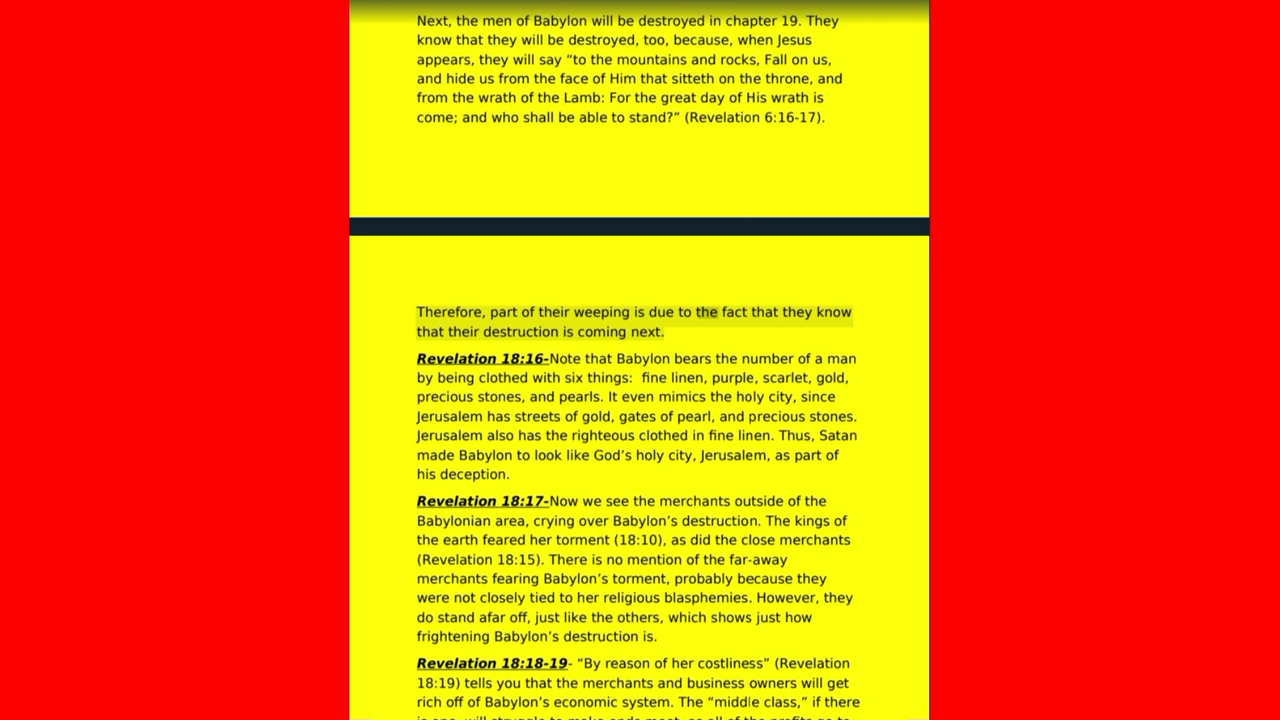 Next, the men of Babylon will be destroyed in chapter 19. They
know that they will be destroyed, too, because, when Jesus
appears, they will say “to the mountains and rocks, Fall on us,
and hide us from the face of Him that sitteth on the throne, and
from the wrath of the Lamb: For the great day of His wrath is
come; and who shall be able to stand?” (Revelation 6:16-17).
Therefore, part of their weeping is due to the fact that they know
that their destruction is coming next.
Revelation 18:16-Note that Babylon bears the number of a man
by being clothed with six things:  fine linen, purple, scarlet, gold,
precious stones, and pearls. It even mimics the holy city, since
Jerusalem has streets of gold, gates of pearl, and precious stones.
Jerusalem also has the righteous clothed in fine linen. Thus, Satan
made Babylon to look like God’s holy city, Jerusalem, as part of
his deception.
Revelation 18:17-Now we see the merchants outside of the
Babylonian area, crying over Babylon’s destruction. The kings of
the earth feared her torment (18:10), as did the close merchants
(Revelation 18:15). There is no mention of the far-away
merchants fearing Babylon’s torment, probably because they
were not closely tied to her religious blasphemies. However, they
do stand afar off, just like the others, which shows just how
frightening Babylon’s destruction is.
Revelation 18:18-19- “By reason of her costliness” (Revelation
18:19) tells you that the merchants and business owners will get
rich off of Babylon’s economic system. The “middle class,” if there